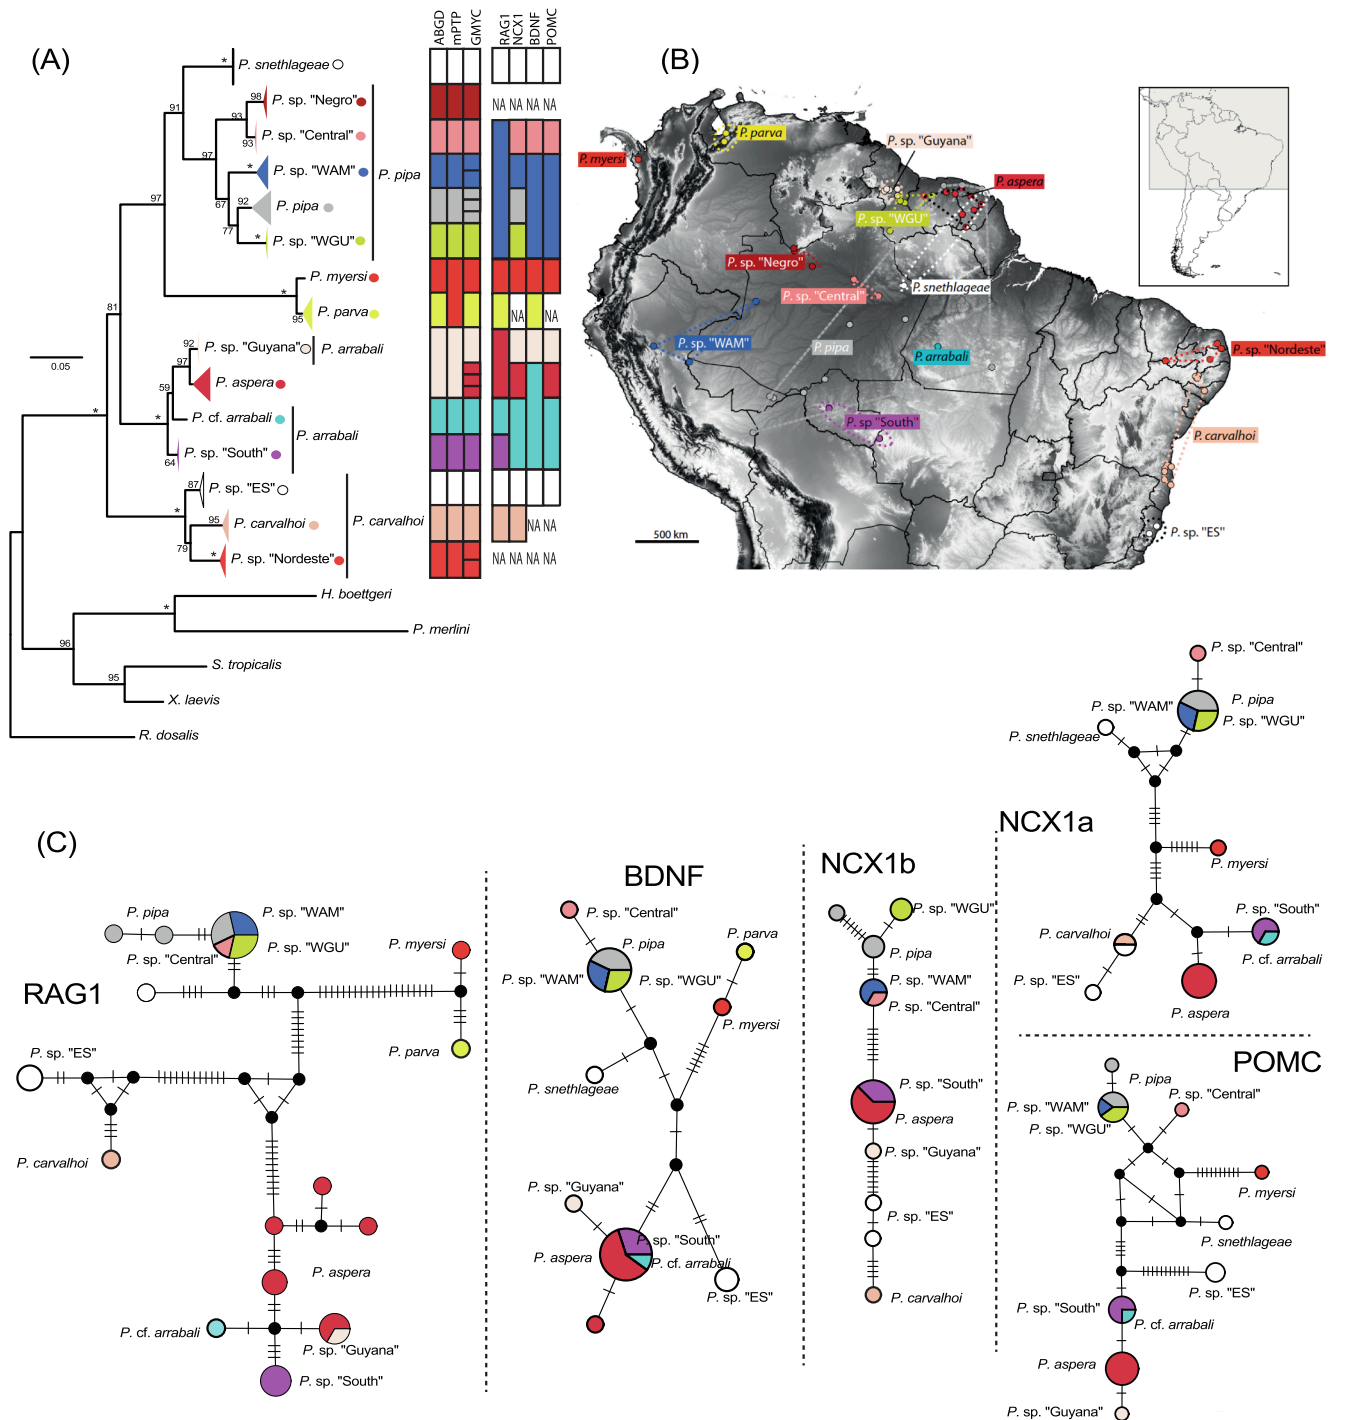 (A)
ABGD
mPTP
GMYC
RAG1
NCX1
BDNF
POMC
* P. snethlageae
91
98 P. sp. "Negro"
NA NA NA NA
93
93 P. sp. "Central"
97
* P. sp. "WAM"
P. pipa
92 P. pipa
67
97
77
* P. sp. "WGU"
P. myersi
*
95 P. parva
NA NA
81
0.05
92 P. sp. "Guyana"
P. arrabali
97
P. aspera
59
*
*
P. cf. arrabali
P. arrabali
64 P. sp. "South"
87 P. sp. "ES"
*
95 P. carvalhoi
P. carvalhoi
NA NA
79
* P. sp. "Nordeste"
NA NA NA NA
H. boettgeri
*
P. merlini
96
S. tropicalis
95
X. laevis
R. dosalis
(B)
P. parva
P. myersi
P. sp. "Guyana"
P. aspera
P. sp. "WGU"
P. sp. "Negro"
P. snethlageae
P. sp. "Central"
P. sp. "WAM"
P. pipa
P. arrabali
P. sp. "Nordeste"
P. sp "South"
P. carvalhoi
500 km
P. sp. "ES"
(C)
RAG1
P. pipa
P. sp. "WAM"
P. sp. "WGU"
P. sp. "Central"
P. myersi
P. parva
P. sp. "ES"
P. carvalhoi
P. aspera
P. cf. arrabali
P. sp. "Guyana"
P. sp. "South"
BDNF
P. sp. "Central"
P. pipa
P. sp. "WAM"
P. sp. "WGU"
P. parva
P. myersi
P. snethlageae
P. sp. "Guyana"
P. sp. "South"
P. aspera
P. cf. arrabali
P. sp. "ES"
NCX1b
P. sp. "WGU"
P. pipa
P. sp. "WAM"
P. sp. "Central"
P. sp. "South"
P. aspera
P. sp. "Guyana"
P. sp. "ES"
P. carvalhoi
NCX1a
P. sp. "Central"
P. sp. "WAM"
P. pipa
P. sp. "WGU"
P. snethlageae
P. myersi
P. sp. "South"
P. carvalhoi
P. cf. arrabali
P. sp. "ES"
P. aspera
POMC
P. pipa
P. sp. "Central"
P. sp. "WAM"
P. sp. "WGU"
P. myersi
P. snethlageae
P. sp. "ES"
P. sp. "South"
P. cf. arrabali
P. aspera
P. sp. "Guyana"